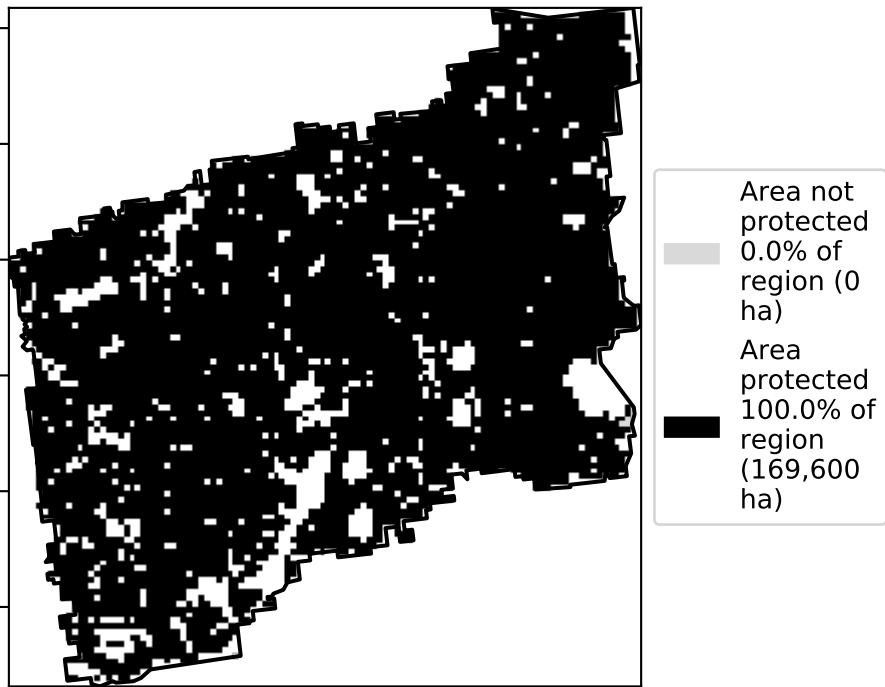 Area not
protected
0.0% of
region (0
ha)
Area
protected
100.0% of
region
(169,600
ha)